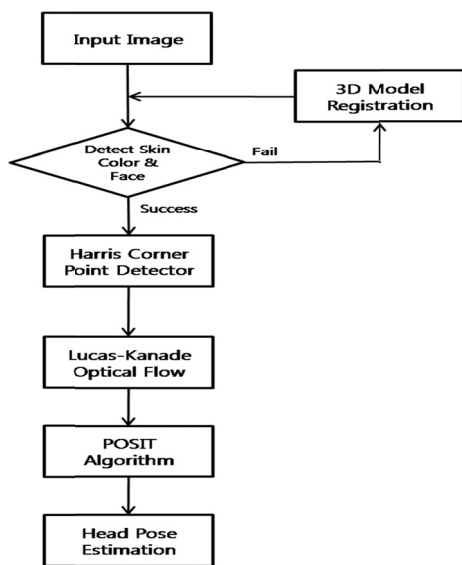 Input Image
3D Model
Registration
Detect Skin
Color &
Face
Fail
Success
Harris Corner
Point Detector
Lucas-Kanade
Optical Flow
POSIT
Algorithm
Head Pose
Estimation